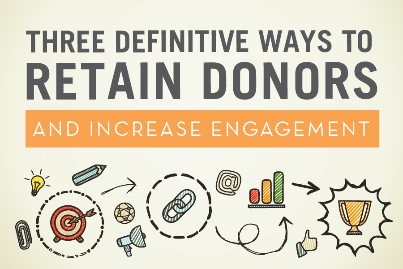 THREE DEFINITIVE WAYS TO
RETAIN DONORS
AND INCREASE ENGAGEMENT
@